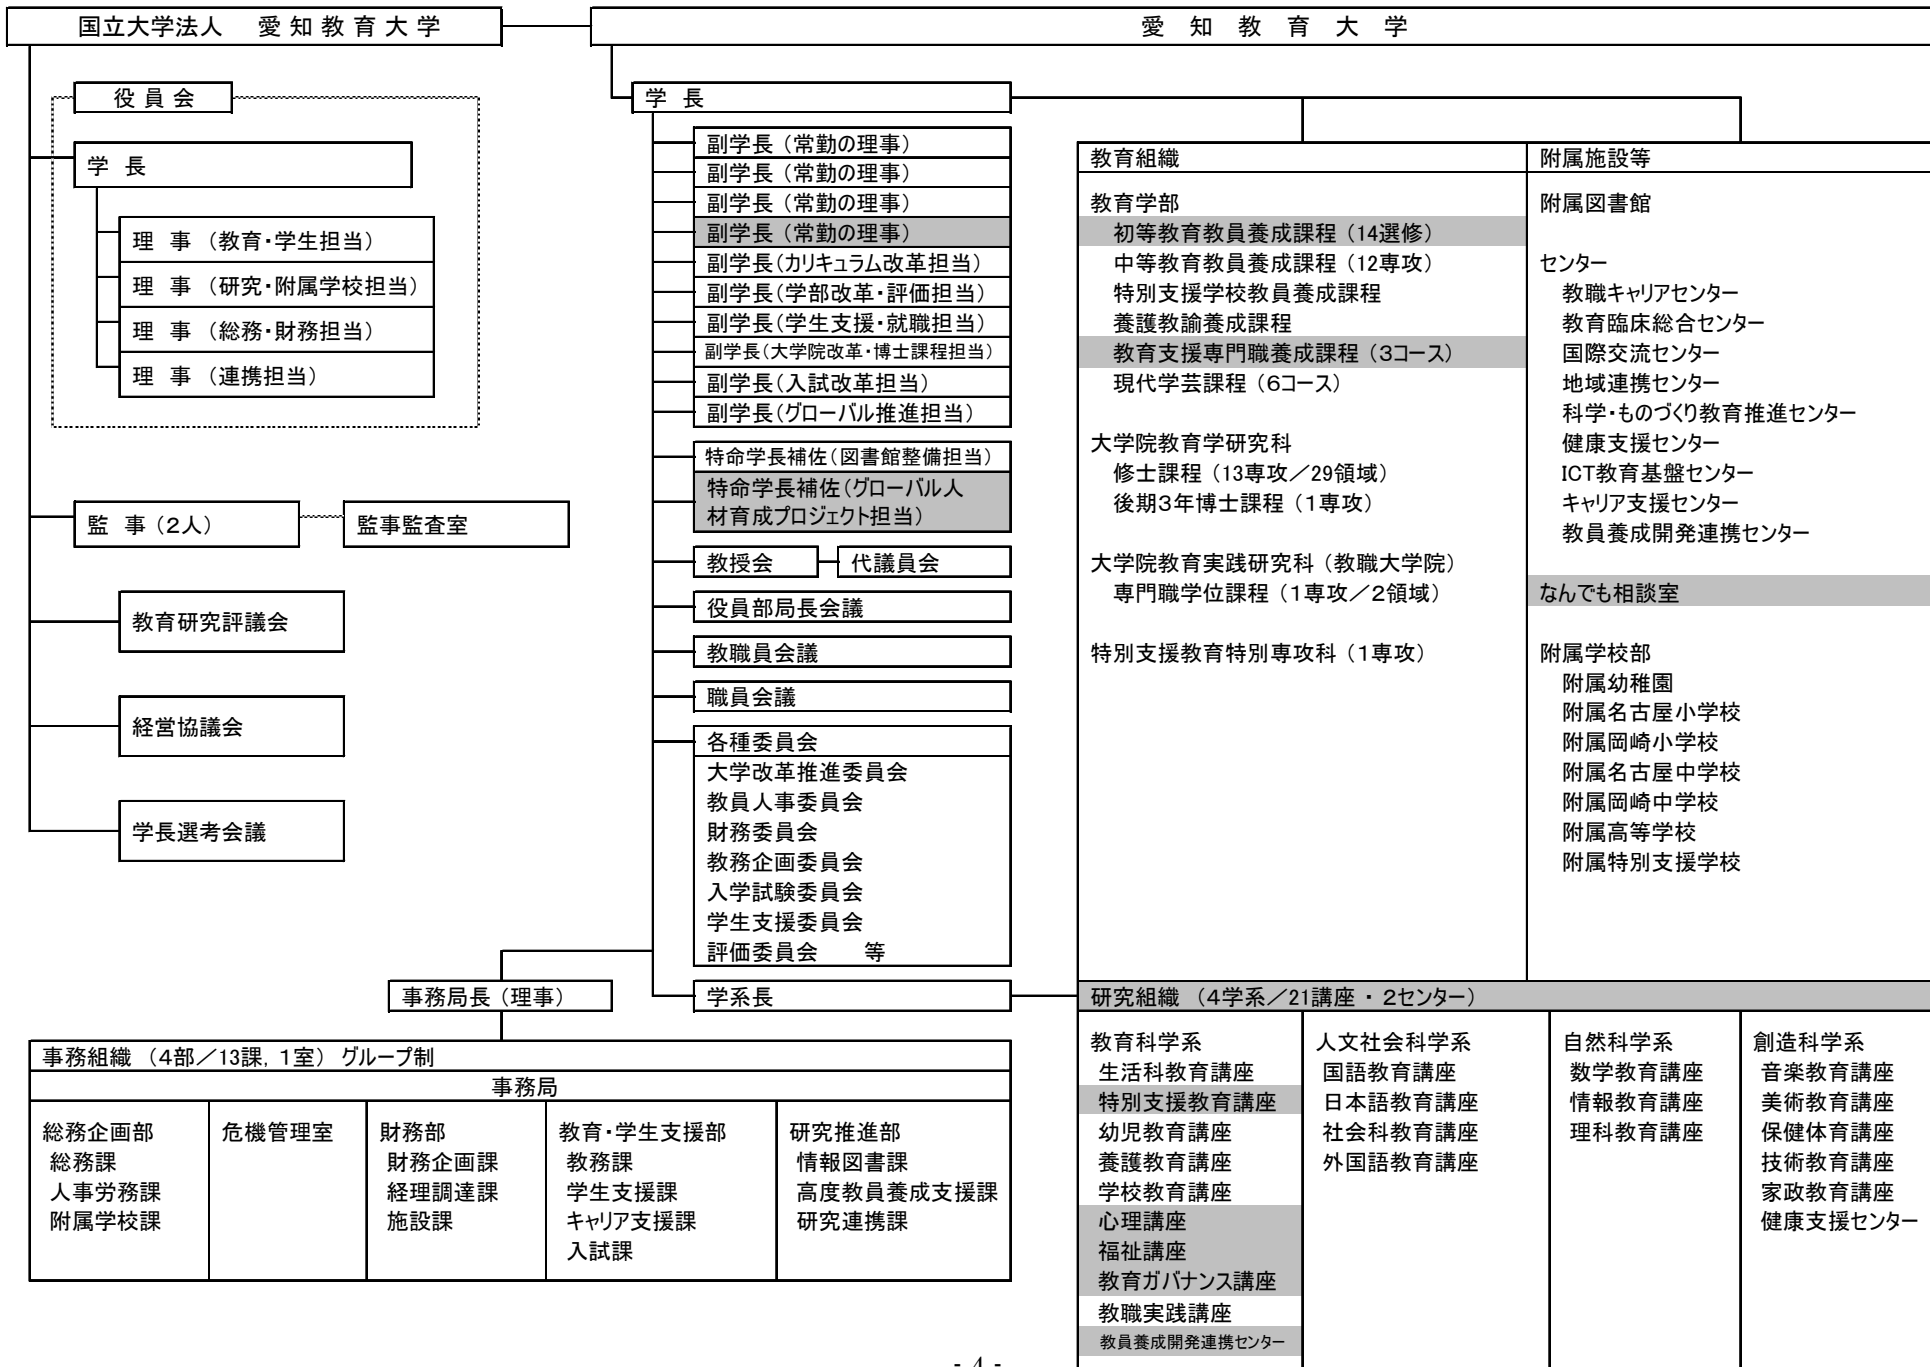 国立大学法人　愛知教育大学
愛知教育大学
役員会
学長
理事（教育・学生担当）
理事（研究・附属学校担当）
理事（総務・財務担当）
理事（連携担当）
監事（２人）
監事監査室
教育研究評議会
経営協議会
学長選考会議
学長
副学長（常勤の理事）
副学長（常勤の理事）
副学長（常勤の理事）
副学長（常勤の理事）
副学長（カリキュラム改革担当）
副学長（学部改革・評価担当）
副学長（学生支援・就職担当）
副学長（大学院改革・博士課程担当）
副学長（入試改革担当）
副学長（グローバル推進担当）
特命学長補佐（図書館整備担当）
特命学長補佐（グローバル人
材育成プロジェクト担当）
教授会
代議員会
役員部局長会議
教職員会議
職員会議
各種委員会
大学改革推進委員会
教員人事委員会
財務委員会
教務企画委員会
入学試験委員会
学生支援委員会
評価委員会　　等
学系長
教育組織
教育学部
初等教育教員養成課程（14選修）
中等教育教員養成課程（12専攻）
特別支援学校教員養成課程
養護教諭養成課程
教育支援専門職養成課程（3コース）
現代学芸課程（6コース）
大学院教育学研究科
修士課程（13専攻／29領域）
後期３年博士課程（１専攻）
大学院教育実践研究科（教職大学院）
専門職学位課程（１専攻／２領域）
特別支援教育特別専攻科（１専攻）
附属施設等
附属図書館
センター
教職キャリアセンター
教育臨床総合センター
国際交流センター
地域連携センター
科学・ものづくり教育推進センター
健康支援センター
ICT教育基盤センター
キャリア支援センター
教員養成開発連携センター
なんでも相談室
附属学校部
附属幼稚園
附属名古屋小学校
附属岡崎小学校
附属名古屋中学校
附属岡崎中学校
附属高等学校
附属特別支援学校
事務局長（理事）
事務組織（４部／13課，１室）グループ制
事務局
総務企画部
総務課
人事労務課
附属学校課
危機管理室
財務部
財務企画課
経理調達課
施設課
教育・学生支援部
教務課
学生支援課
キャリア支援課
入試課
研究推進部
情報図書課
高度教員養成支援課
研究連携課
研究組織（４学系／21講座・２センター）
教育科学系
生活科教育講座
特別支援教育講座
幼児教育講座
養護教育講座
学校教育講座
心理講座
福祉講座
教育ガバナンス講座
教職実践講座
教員養成開発連携センター
人文社会科学系
国語教育講座
日本語教育講座
社会科教育講座
外国語教育講座
自然科学系
数学教育講座
情報教育講座
理科教育講座
創造科学系
音楽教育講座
美術教育講座
保健体育講座
技術教育講座
家政教育講座
健康支援センター
- 4 -